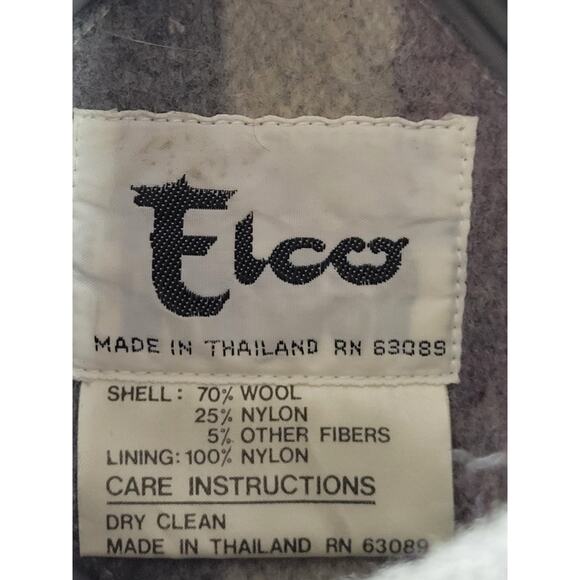 Elco
MADE IN THAILAND RN 63089
SHELL: 70% WOOL
25% NYLON
5% OTHER FIBERS
LINING: 100% NYLON
CARE INSTRUCTIONS
DRY CLEAN
MADE IN THAILAND RN 63089